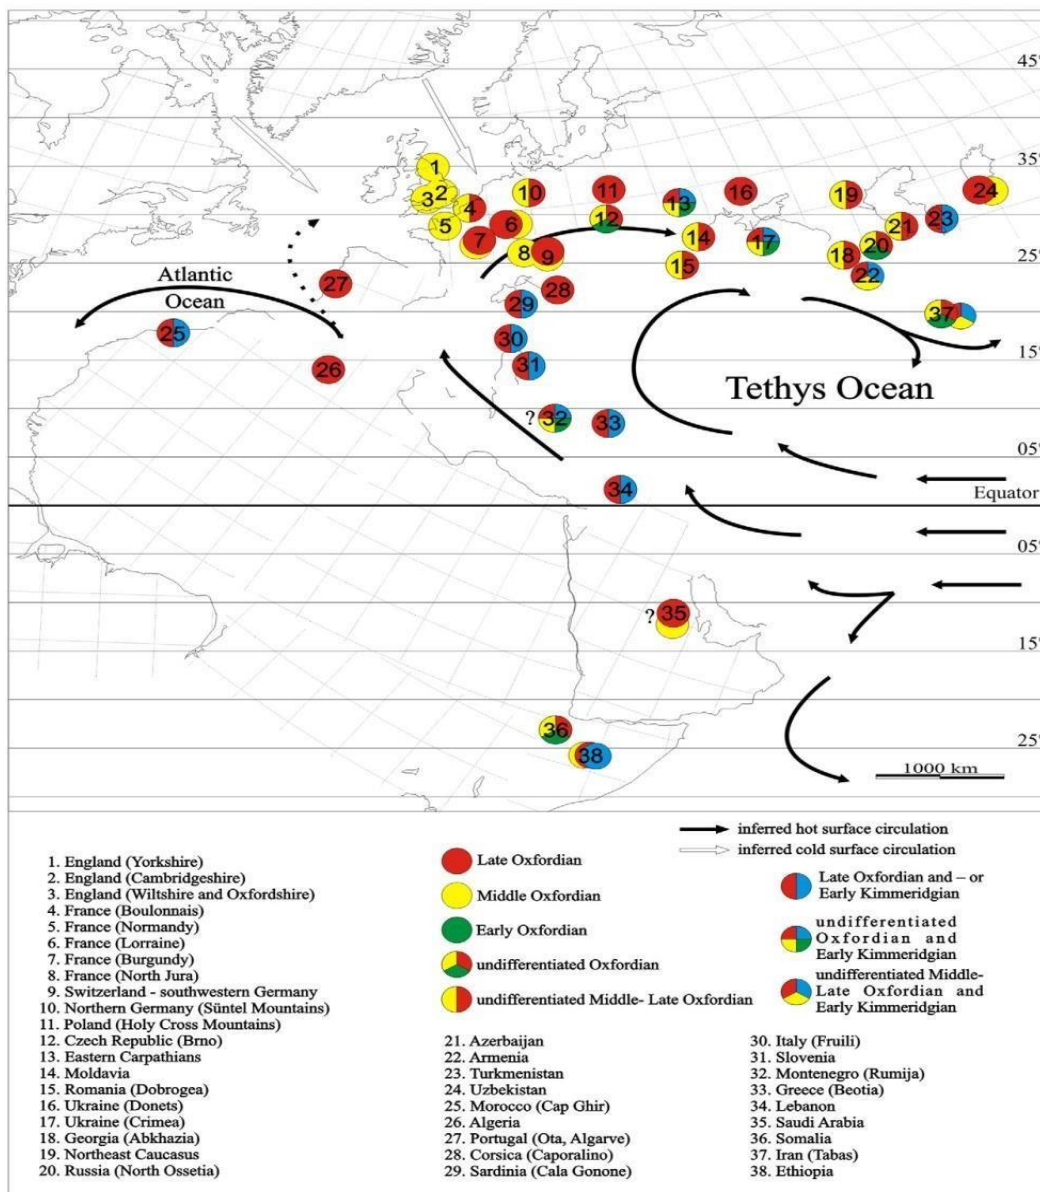 45°
35°
1
2
3
4
5
6
7
8
9
10
11
12
13
14
15
16
17
18
19
20
21
22
23
24
25°
Atlantic
Ocean
25
26
27
28
29
30
31
37
15°
Tethys Ocean
? 32
33
05°
34
Equator
05°
? 35
15°
36
38
25°
1000 km
1. England (Yorkshire)
2. England (Cambridgeshire)
3. England (Wiltshire and Oxfordshire)
4. France (Boulonnais)
5. France (Normandy)
6. France (Lorraine)
7. France (Burgundy)
8. France (North Jura)
9. Switzerland - southwestern Germany
10. Northern Germany (Süntel Mountains)
11. Poland (Holy Cross Mountains)
12. Czech Republic (Brno)
13. Eastern Carpathians
14. Moldavia
15. Romania (Dobrogea)
16. Ukraine (Donets)
17. Ukraine (Crimea)
18. Georgia (Abkhazia)
19. Northeast Caucasus
20. Russia (North Ossetia)
Late Oxfordian
Middle Oxfordian
Early Oxfordian
undifferentiated Oxfordian
undifferentiated Middle- Late Oxfordian
inferred hot surface circulation
inferred cold surface circulation
Late Oxfordian and – or
Early Kimmeridgian
undifferentiated
Oxfordian and
Early Kimmeridgian
undifferentiated Middle-
Late Oxfordian and
Early Kimmeridgian
21. Azerbaijan
22. Armenia
23. Turkmenistan
24. Uzbekistan
25. Morocco (Cap Ghir)
26. Algeria
27. Portugal (Ota, Algarve)
28. Corsica (Caporalino)
29. Sardinia (Cala Gonone)
30. Italy (Fruili)
31. Slovenia
32. Montenegro (Rumija)
33. Greece (Beotia)
34. Lebanon
35. Saudi Arabia
36. Somalia
37. Iran (Tabas)
38. Ethiopia